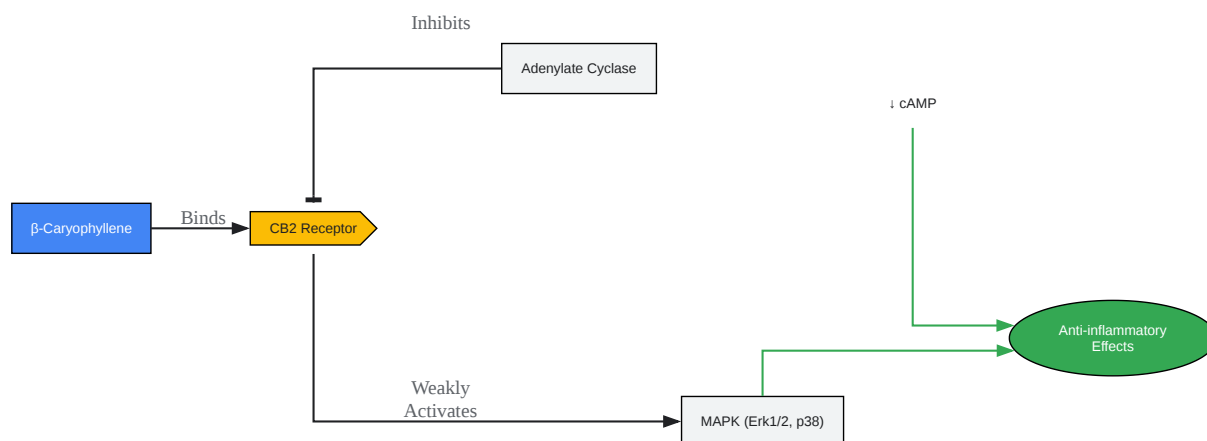 Inhibits
Adenylate Cyclase
↓ cAMP
β-Caryophyllene
Binds
CB2 Receptor
Anti-inflammatory
Effects
Weakly
Activates
MAPK (Erk1/2, p38)